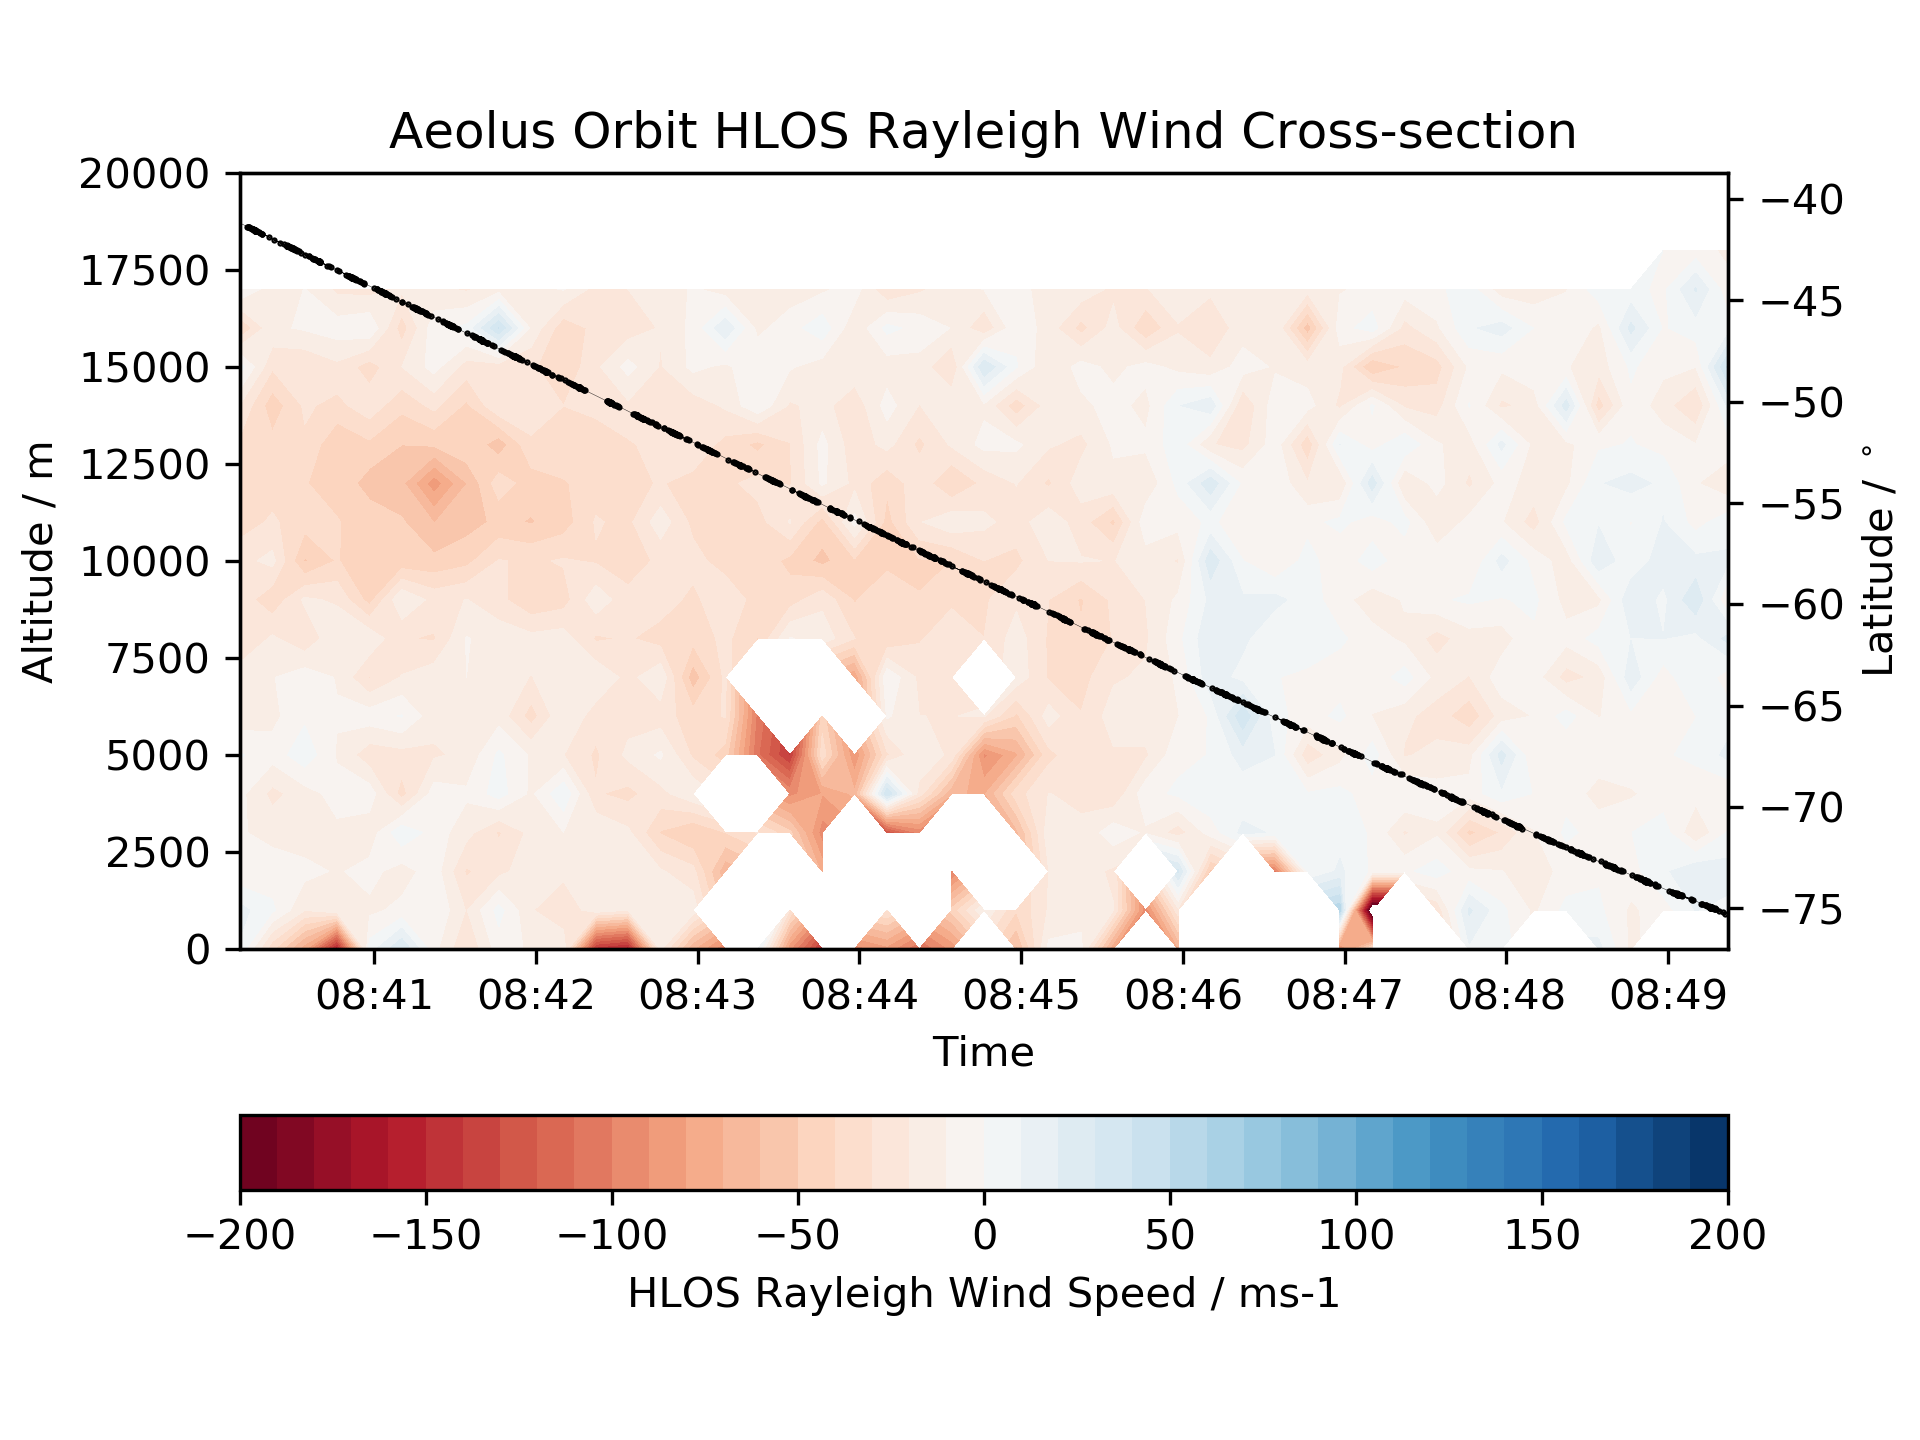 Aeolus Orbit HLOS Rayleigh Wind Cross-section
20000
17500
15000
12500
10000
7500
5000
2500
0
Altitude / m
−40
−45
−50
−55
−60
−65
−70
−75
Latitude / °
08:41 08:42 08:43 08:44 08:45 08:46 08:47 08:48 08:49
Time
−200 −150 −100 −50 0 50 100 150 200
HLOS Rayleigh Wind Speed / ms-1